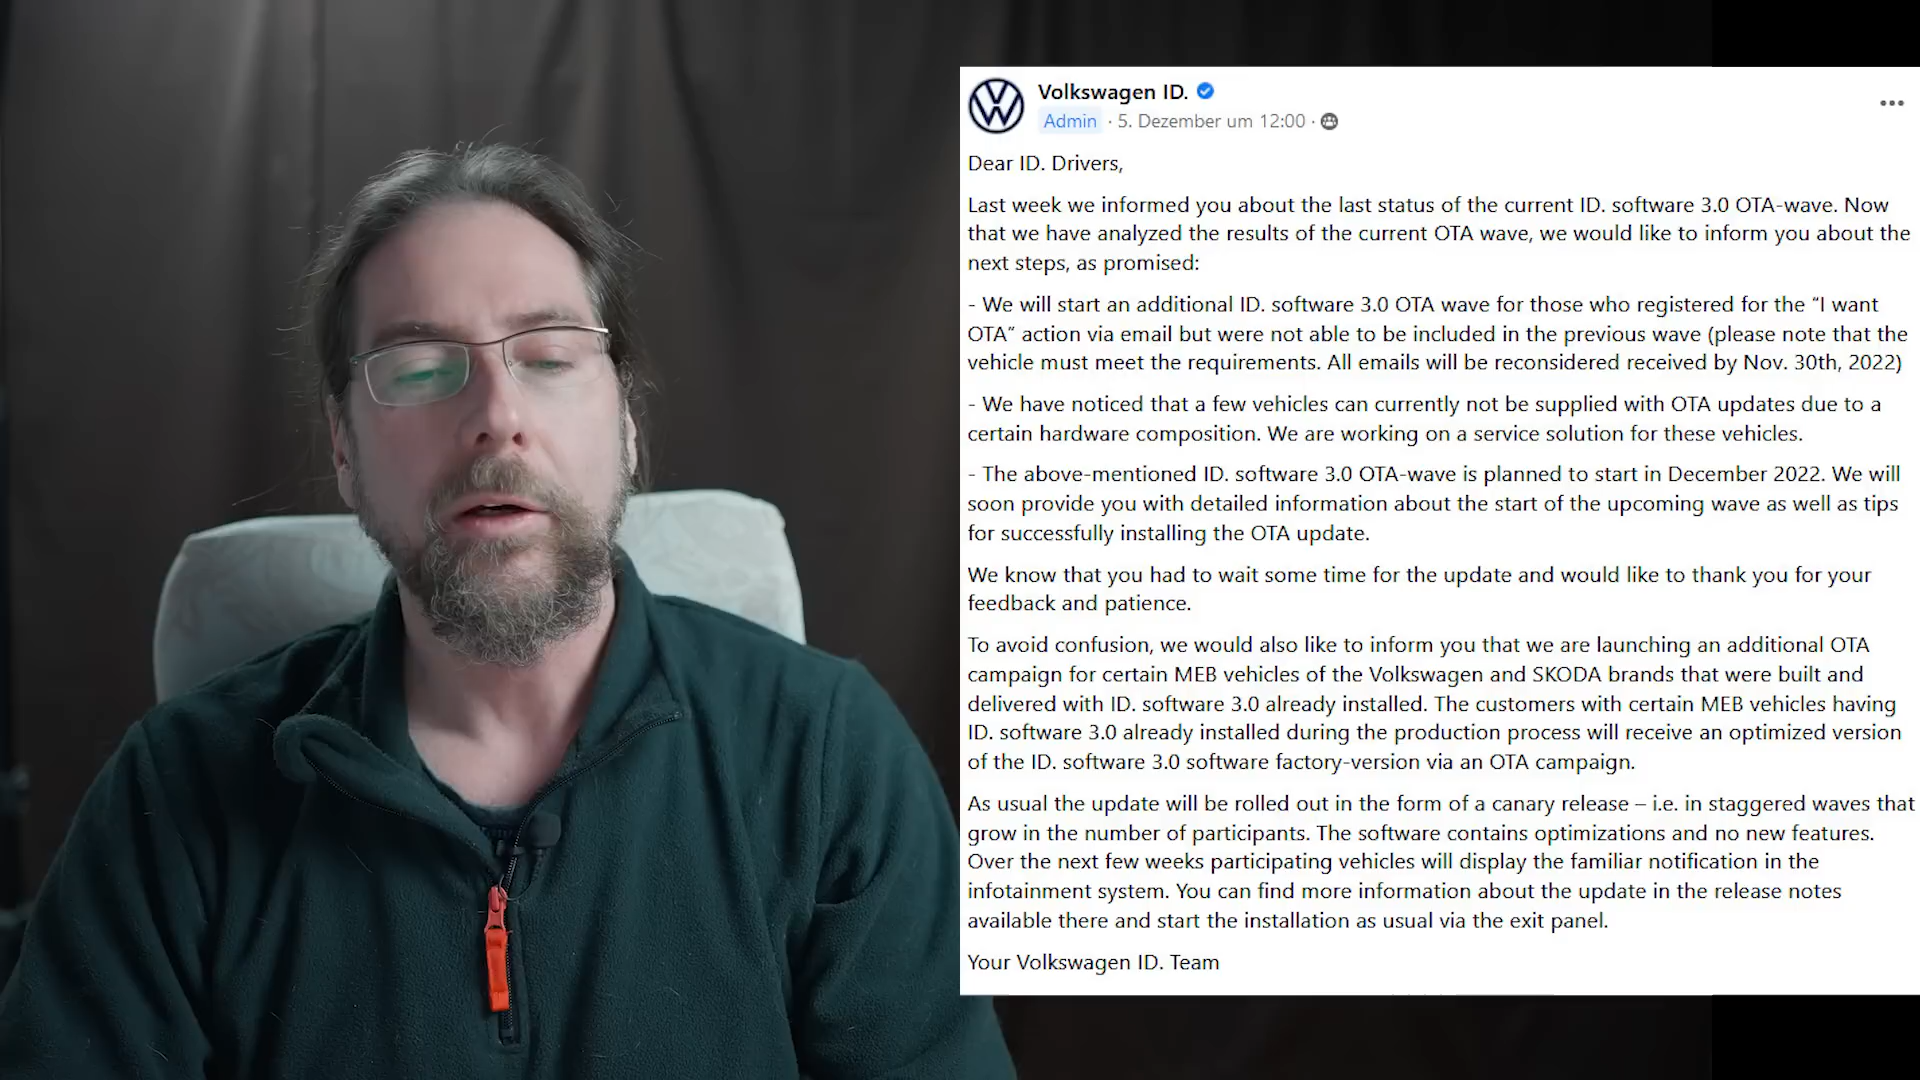 Volkswagen ID.
Admin · 5. Dezember um 12:00 ·
Dear ID. Drivers,
Last week we informed you about the last status of the current ID. software 3.0 OTA-wave. Now
that we have analyzed the results of the current OTA wave, we would like to inform you about the
next steps, as promised:
- We will start an additional ID. software 3.0 OTA wave for those who registered for the “I want
OTA” action via email but were not able to be included in the previous wave (please note that the
vehicle must meet the requirements. All emails will be reconsidered received by Nov. 30th, 2022)
- We have noticed that a few vehicles can currently not be supplied with OTA updates due to a
certain hardware composition. We are working on a service solution for these vehicles.
- The above-mentioned ID. software 3.0 OTA-wave is planned to start in December 2022. We will
soon provide you with detailed information about the start of the upcoming wave as well as tips
for successfully installing the OTA update.
We know that you had to wait some time for the update and would like to thank you for your
feedback and patience.
To avoid confusion, we would also like to inform you that we are launching an additional OTA
campaign for certain MEB vehicles of the Volkswagen and SKODA brands that were built and
delivered with ID. software 3.0 already installed. The customers with certain MEB vehicles having
ID. software 3.0 already installed during the production process will receive an optimized version
of the ID. software 3.0 software factory-version via an OTA campaign.
As usual the update will be rolled out in the form of a canary release – i.e. in staggered waves that
grow in the number of participants. The software contains optimizations and no new features.
Over the next few weeks participating vehicles will display the familiar notification in the
infotainment system. You can find more information about the update in the release notes
available there and start the installation as usual via the exit panel.
Your Volkswagen ID. Team